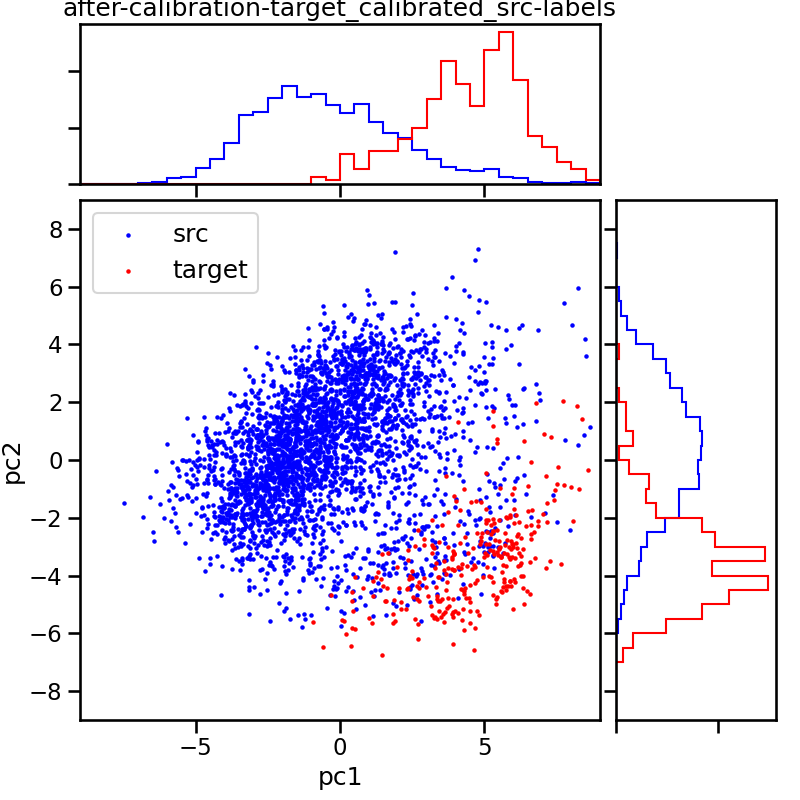 after-calibration-target_calibrated_src-labels
src
target
8
6
4
2
0
−2
−4
−6
−8
pc2
−5 0 5
pc1